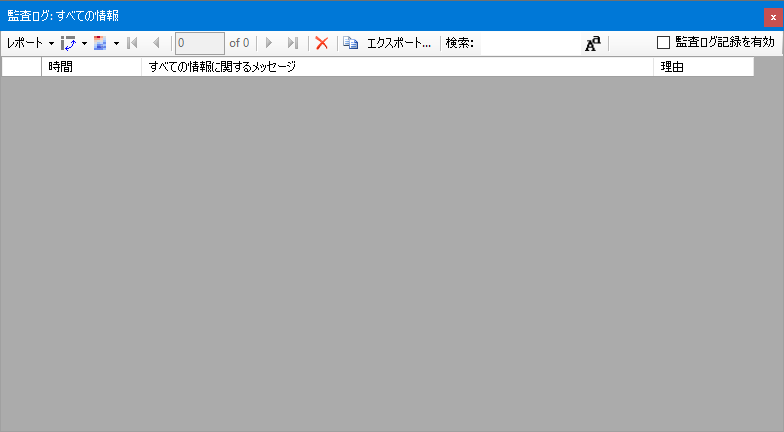 監査ログ: すべての情報
レポート 0 of 0 エクスポート... 検索: Aa 監査ログ記録を有効
時間 すべての情報に関するメッセージ 理由